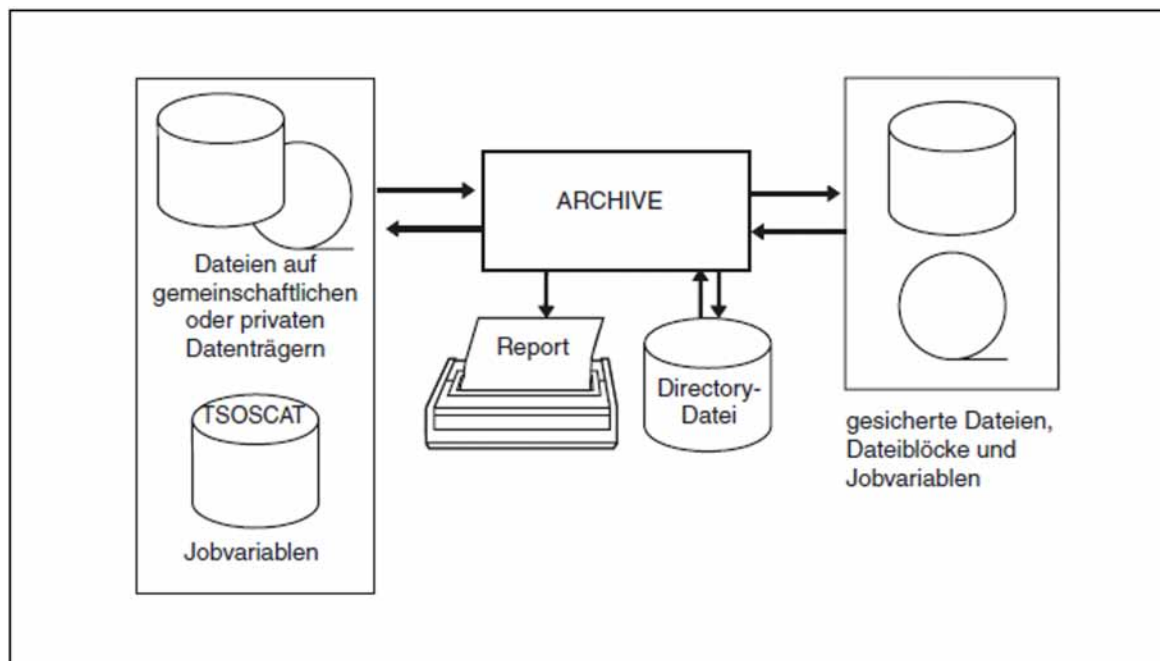 ARCHIVE
Dateien auf
gemeinschaftlichen
oder privaten
Datenträgern
TSOSCAT
Jobvariablen
Report
Directory-
Datei
gesicherte Dateien,
Dateiblöcke und
Jobvariablen